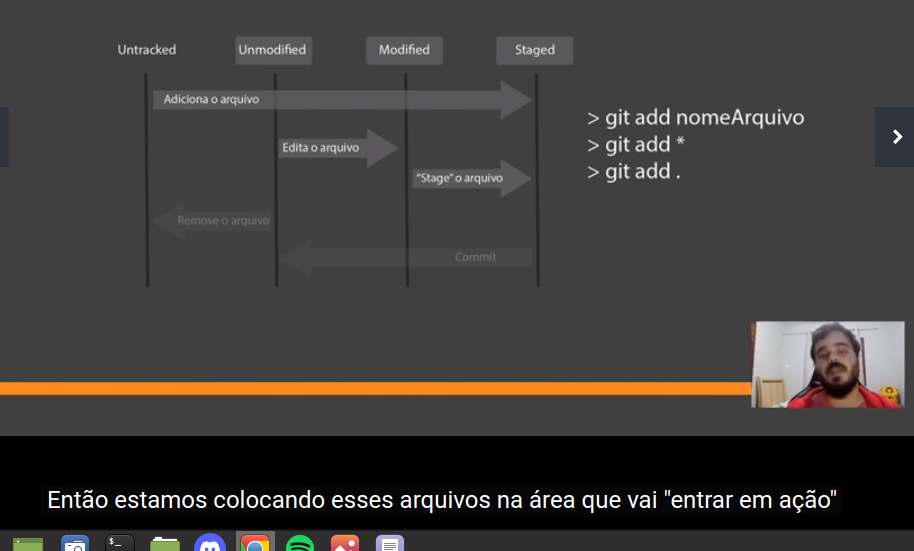 Untracked Unmodified Modified Staged
Adiciona o arquivo
Edita o arquivo
"Stage" o arquivo
Remove o arquivo
Commit
> git add nomeArquivo
> git add *
> git add .
Então estamos colocando esses arquivos na área que vai "entrar em ação"
$_